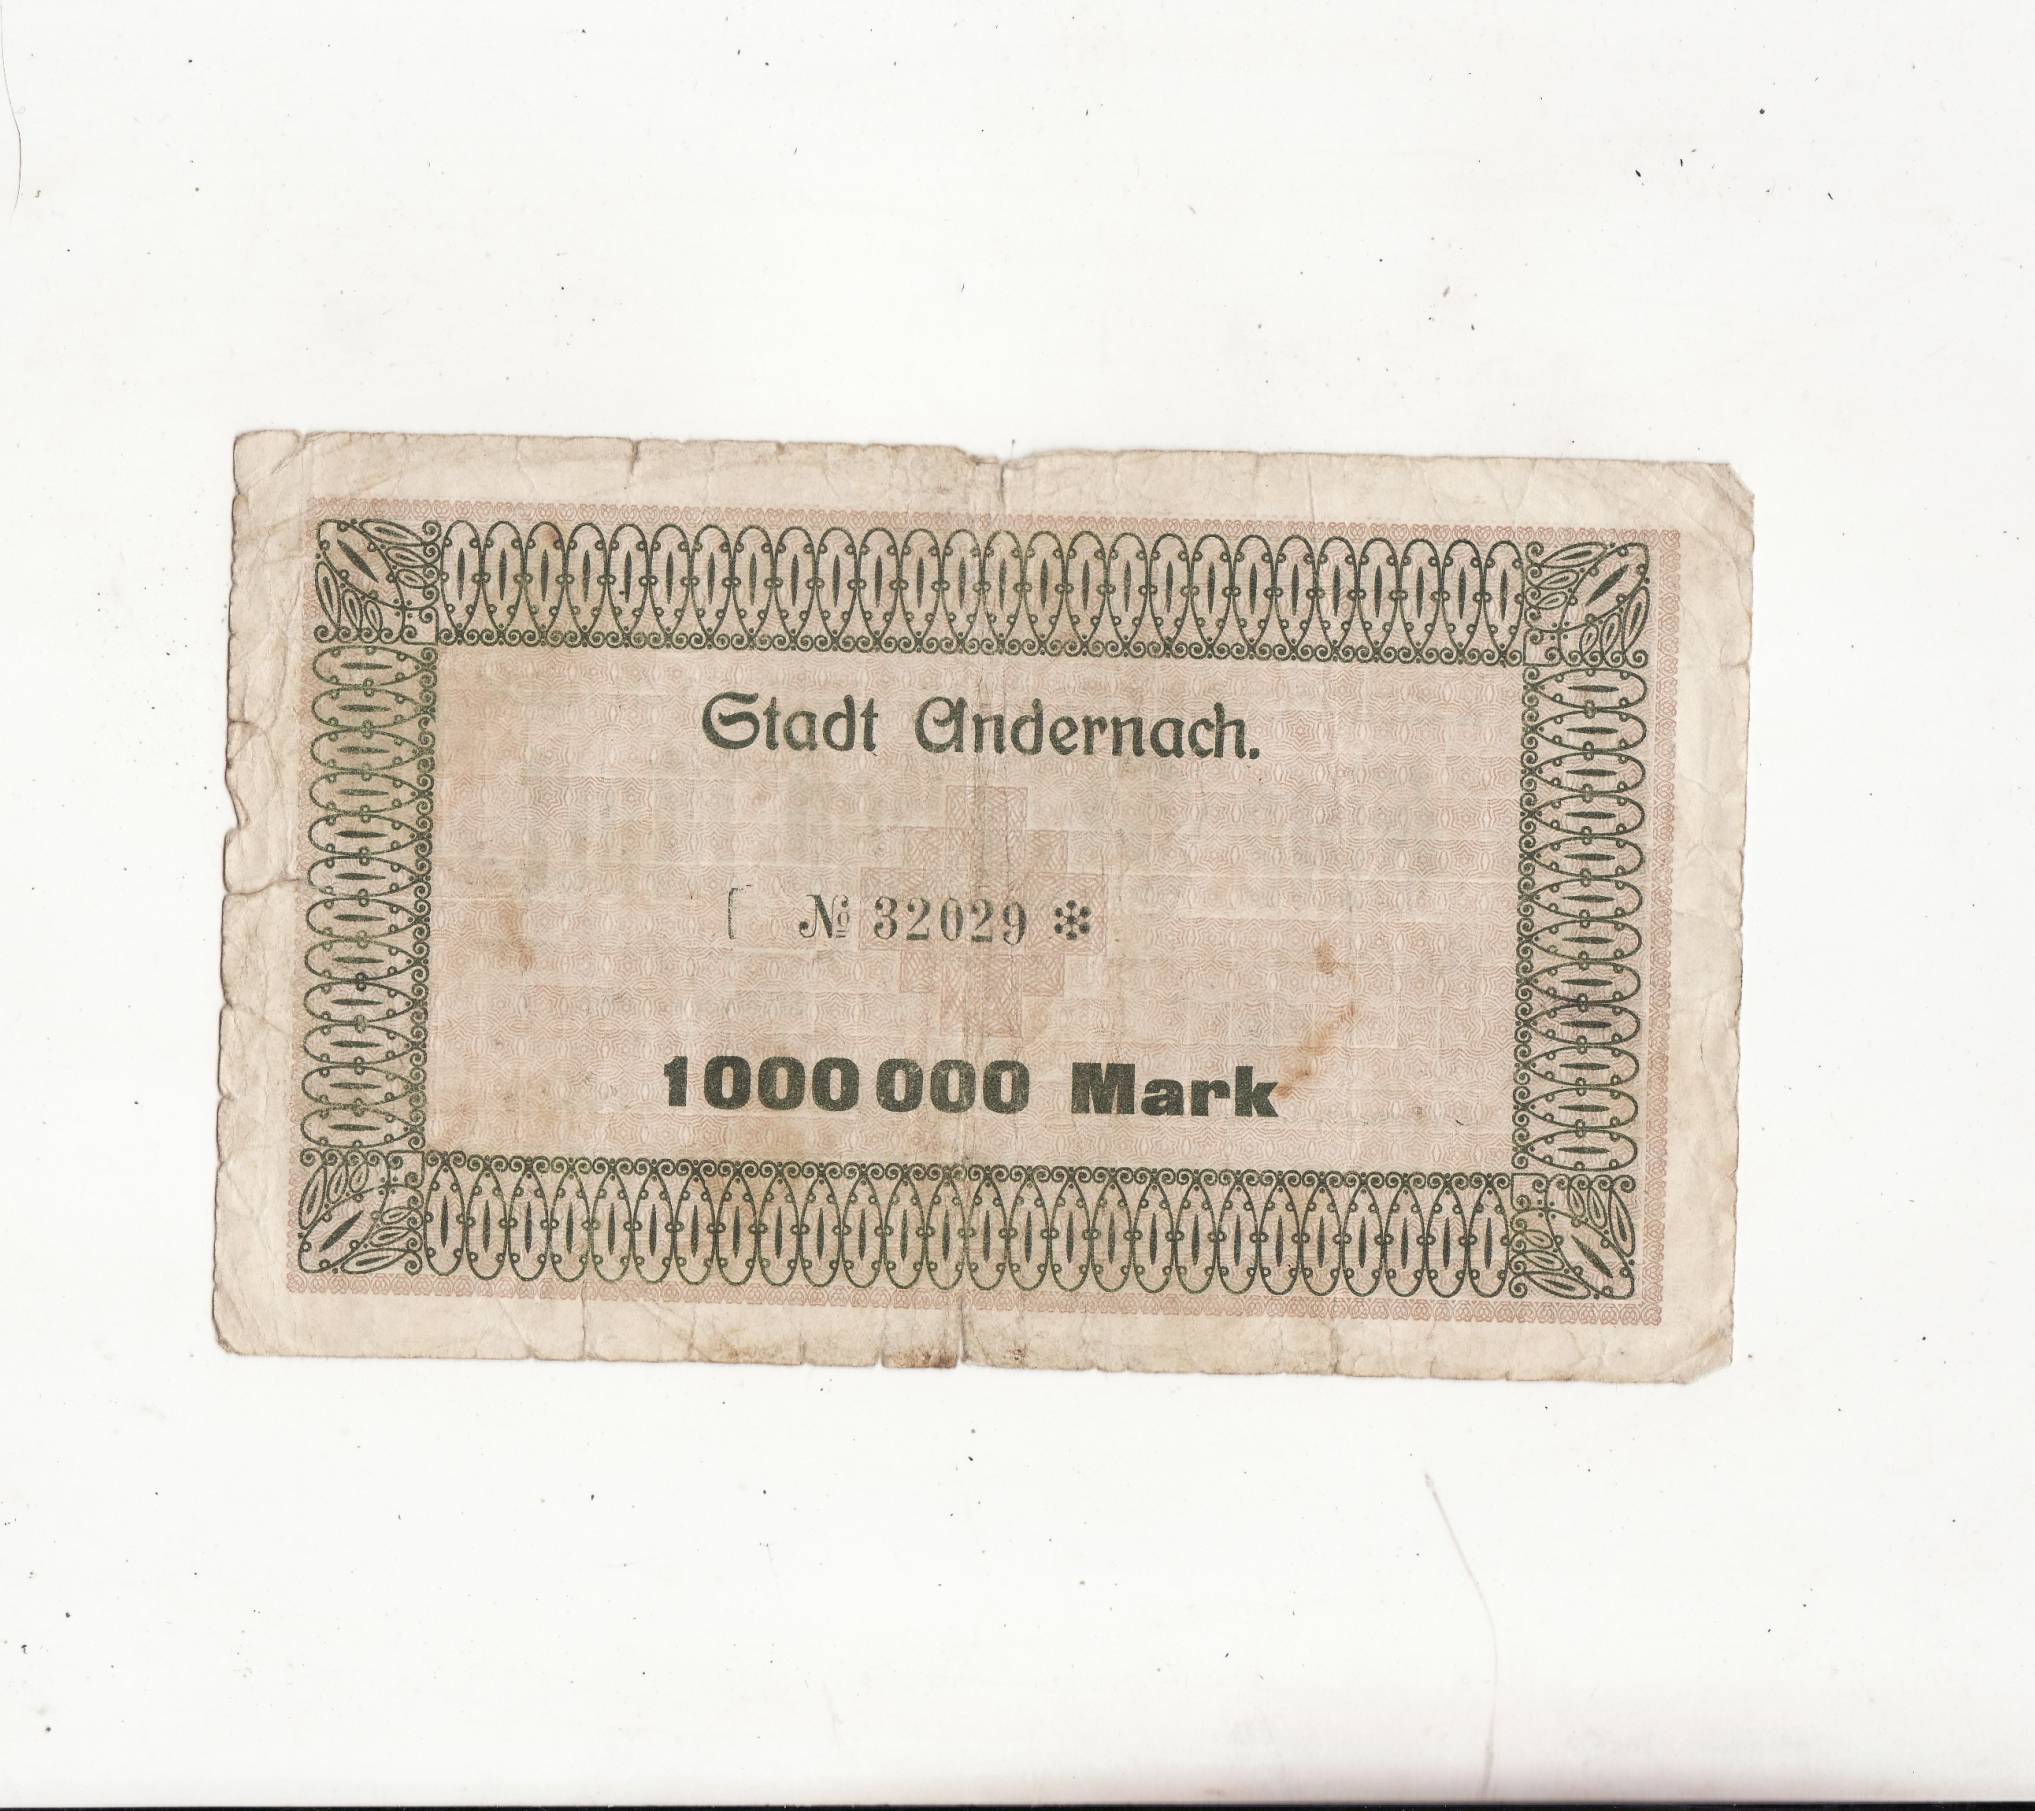 Stadt Andernach.
№ 32029 ✻
1000000 Mark